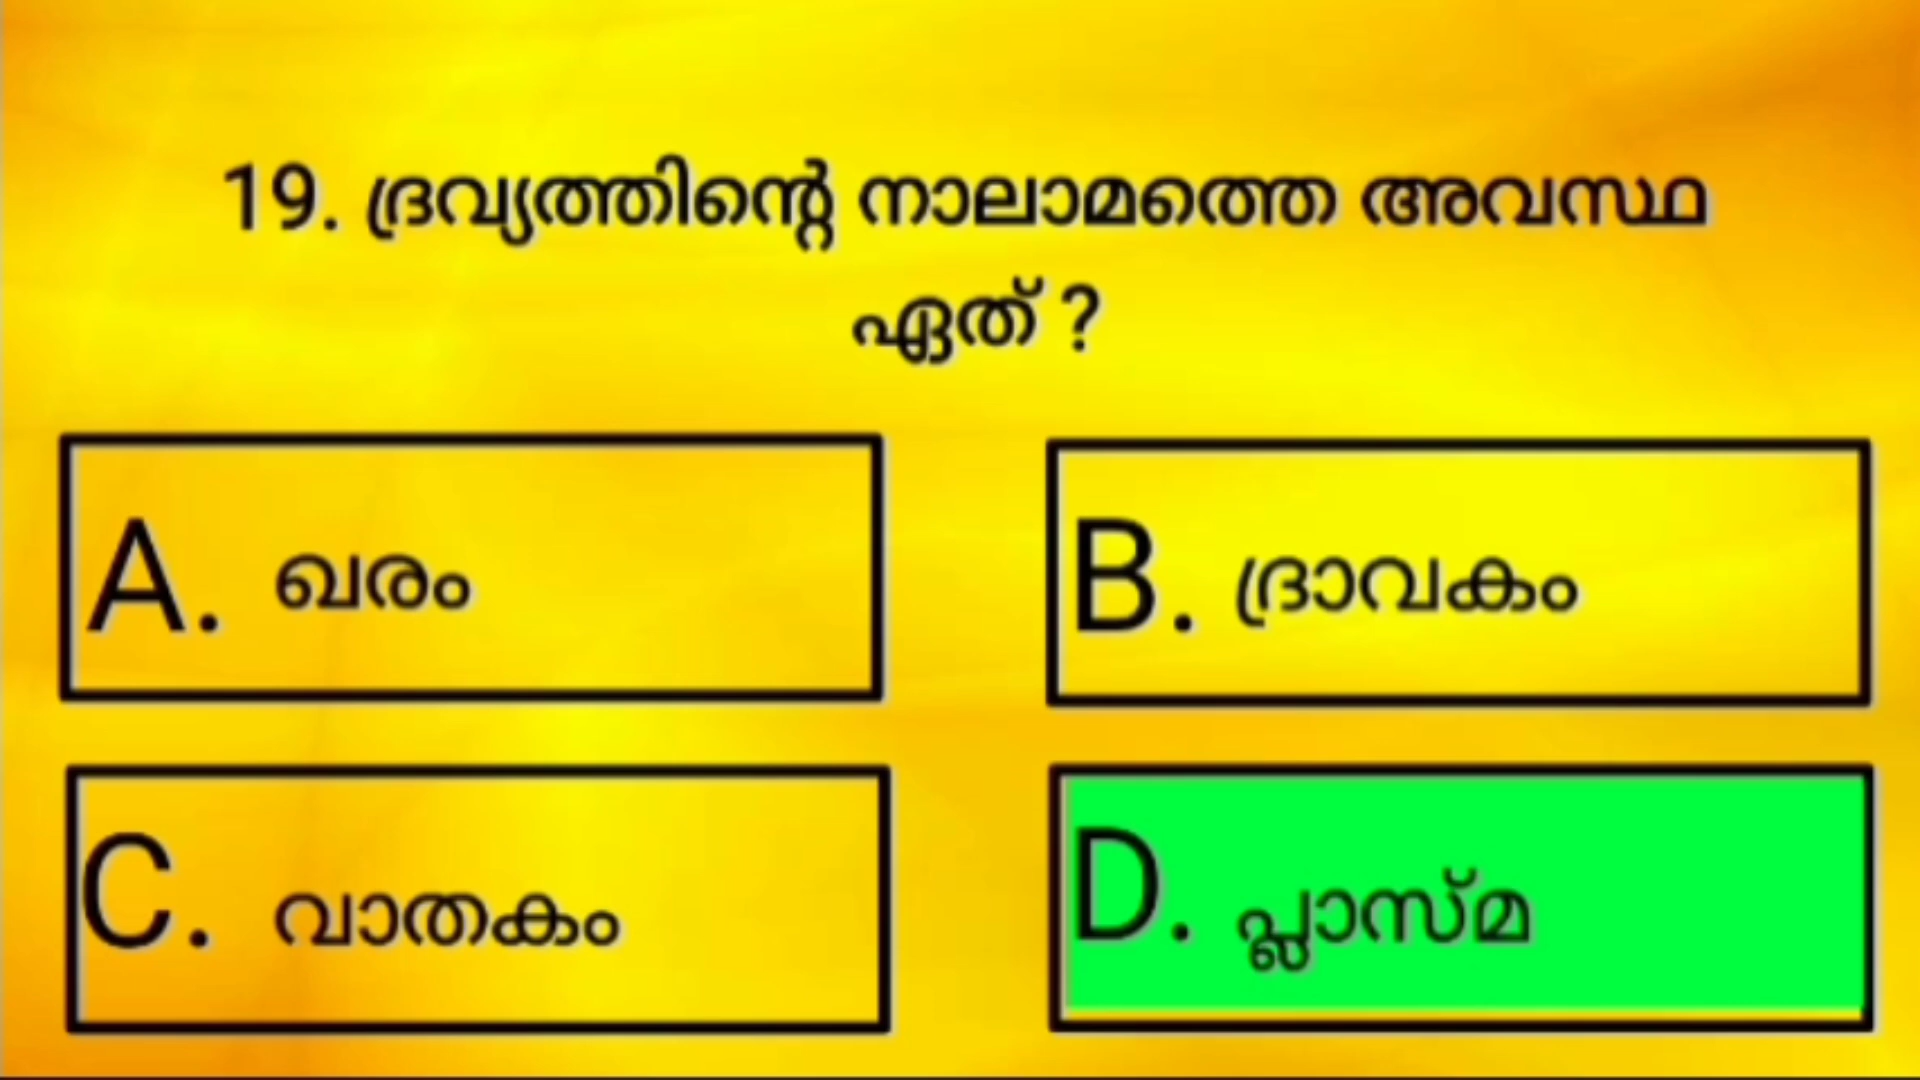 19. ദ്രവ്യത്തിന്റെ നാലാമത്തെ അവസ്ഥ
ഏത് ?
A. ഖരം
B. ദ്രാവകം
C. വാതകം
D. പ്ലാസ്മ